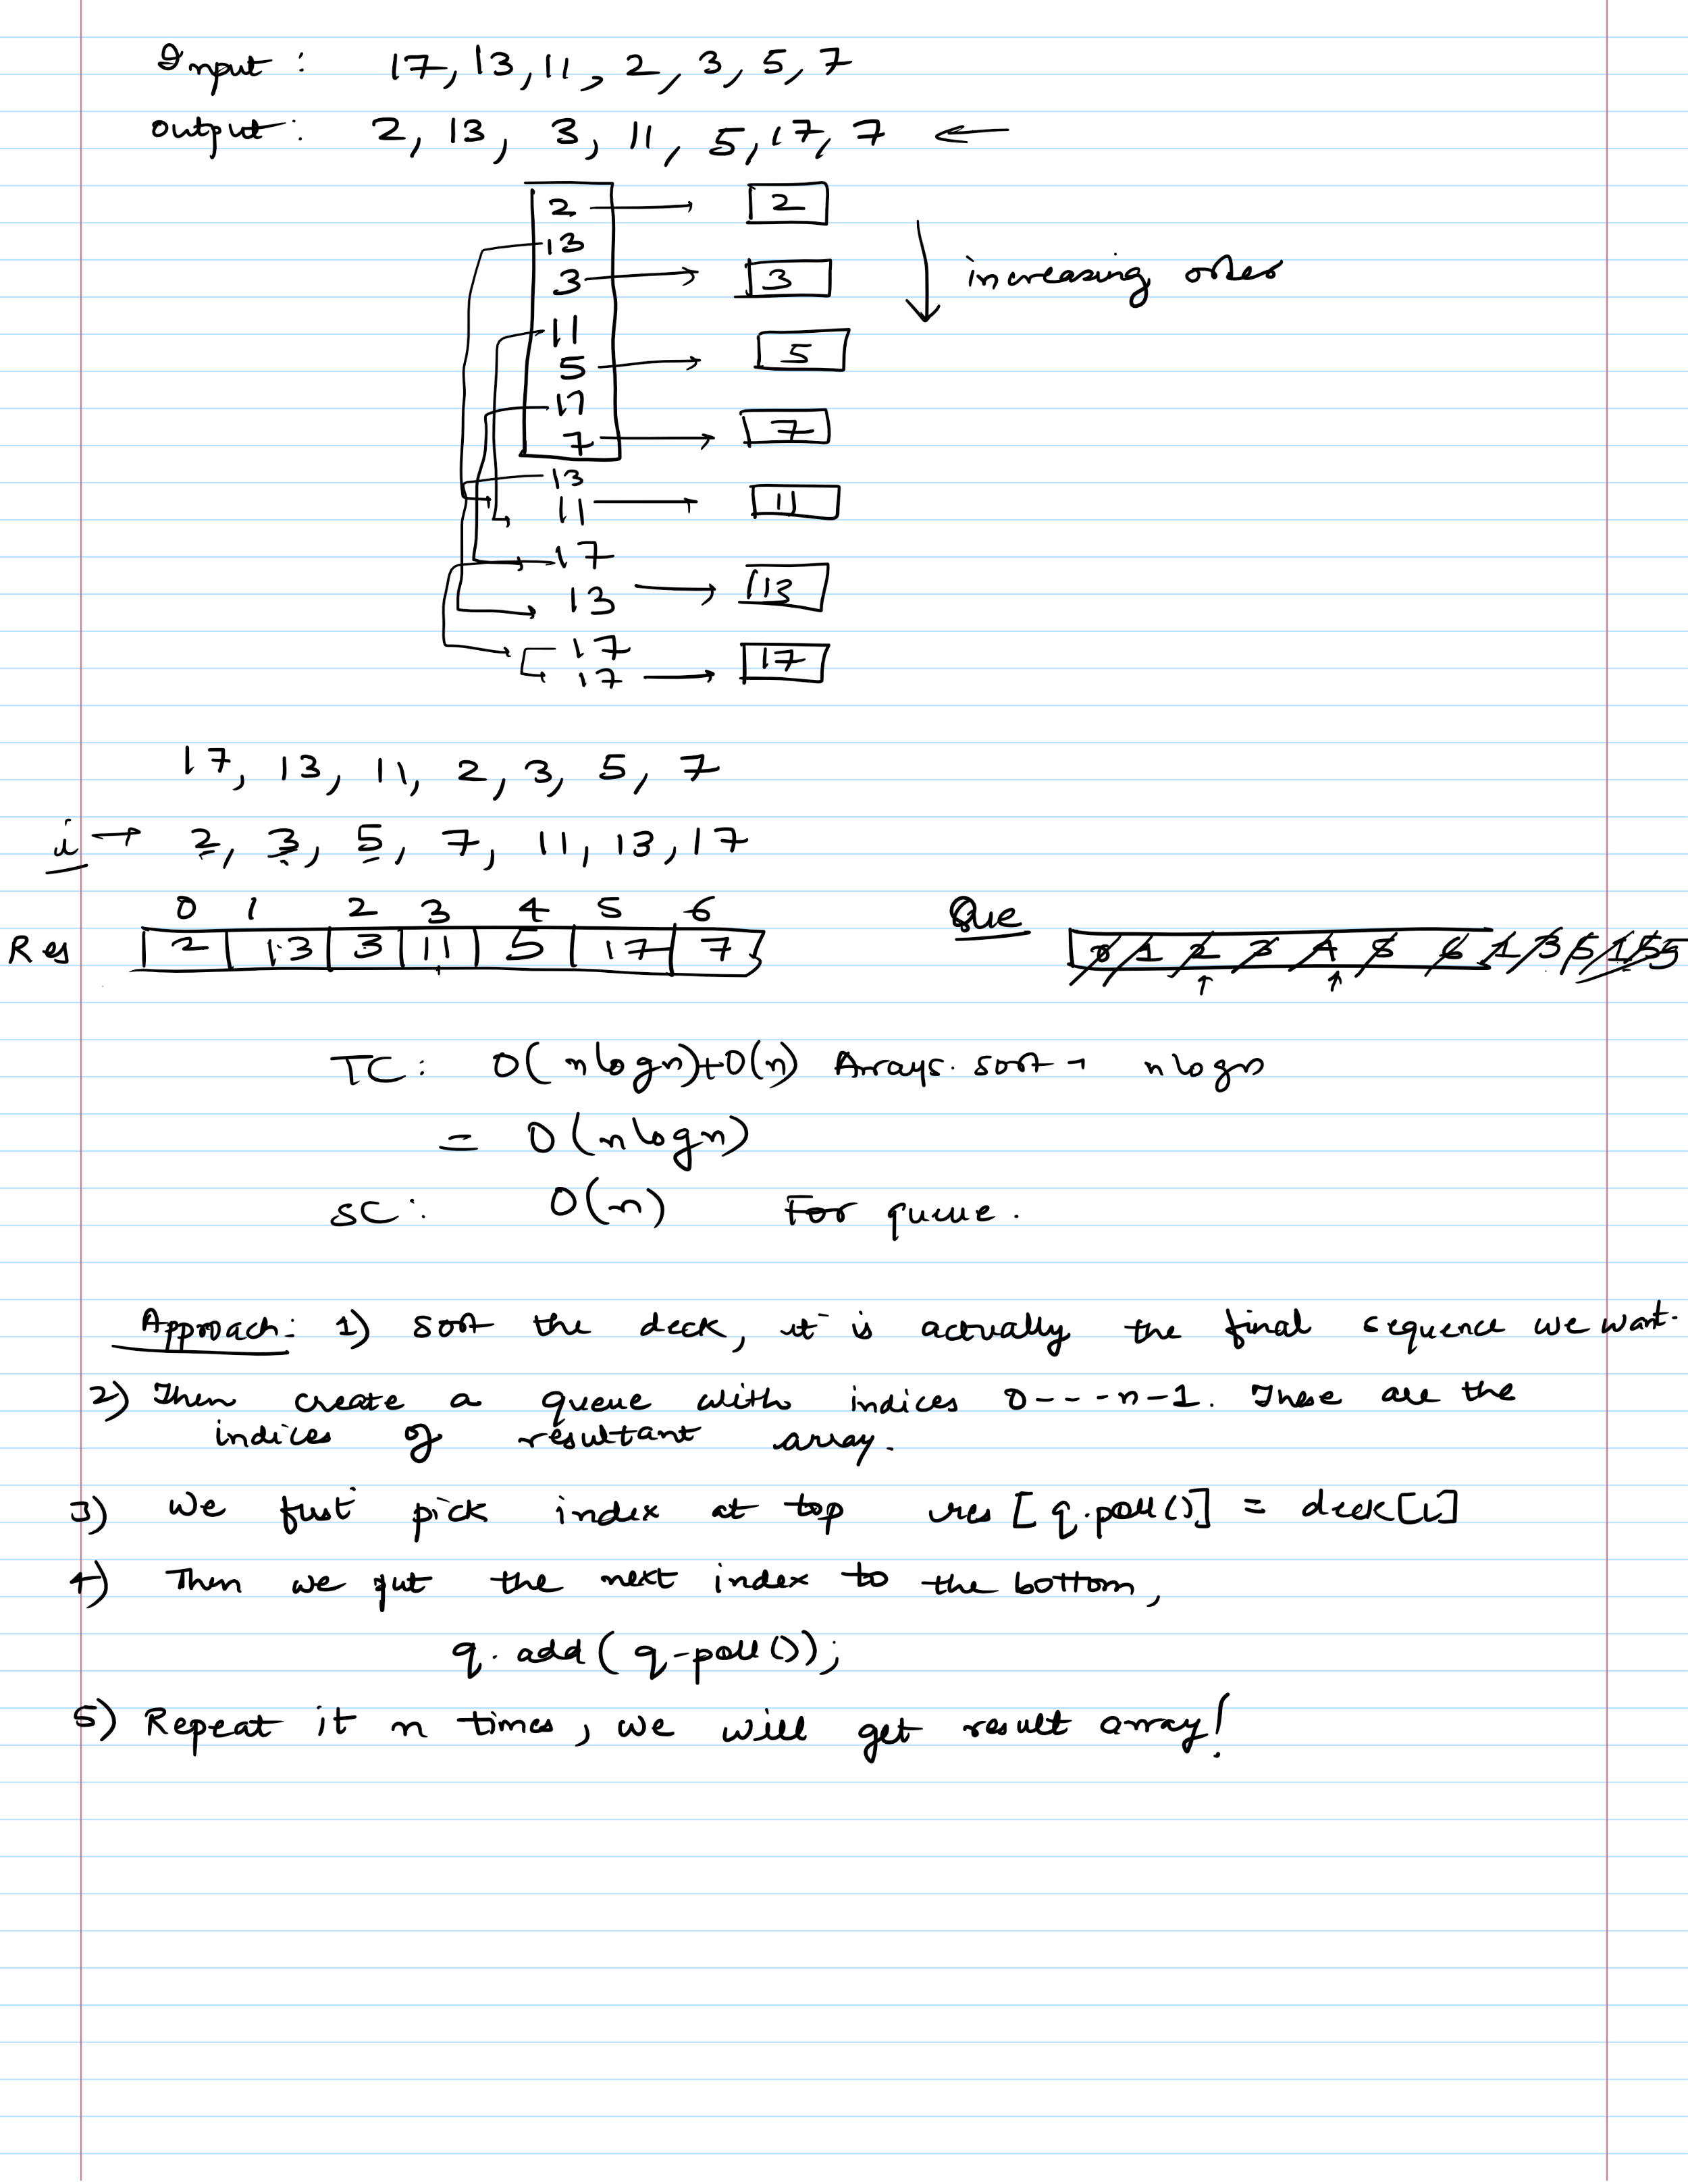 Input : 17, 13, 11, 2, 3, 5, 7
output : 2, 13, 3, 11, 5, 17, 7 ←
2 → 2
13
3 → 3
increasing order
11
5 → 5
17
7 → 7
13
11 → 11
17
13 → 13
17
17 → 17
17, 13, 11, 2, 3, 5, 7
i → 2, 3, 5, 7, 11, 13, 17
0 1 2 3 4 5 6
Res 2 13 3 11 5 17 7
Que
0 1 2 3 4 5 6 1 3 5 1 5 5
TC : O(nlogn)+O(n) Arrays.sort → nlogn
= O(nlogn)
SC : O(n) For queue.
Approach: 1) Sort the deck, it is actually the final sequence we want.
2) Then create a queue with indices 0---n-1. These are the
indices of resultant array.
3) We first pick index at top res[q.poll()] = deck[i]
4) Then we put the next index to the bottom,
q.add(q.poll());
5) Repeat it n times, we will get result array!